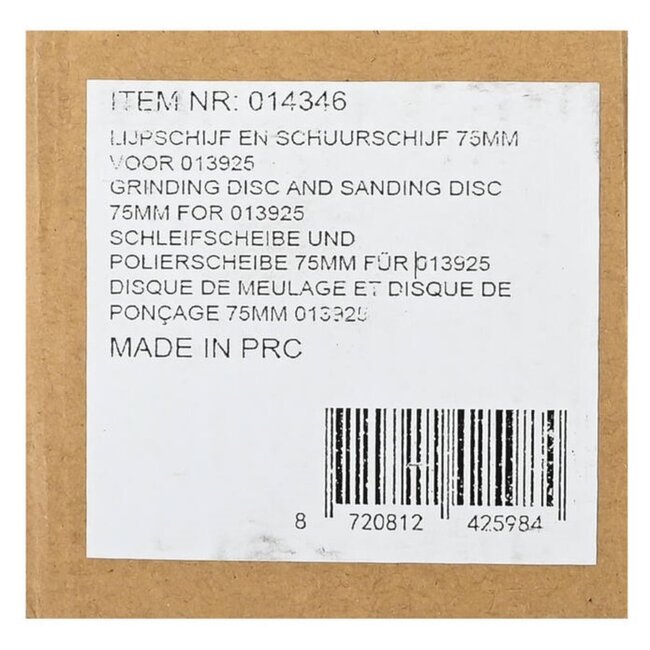 ITEM NR: 014346
LIJPSCHIJF EN SCHUURSCHIJF 75MM
VOOR 013925
GRINDING DISC AND SANDING DISC
75MM FOR 013925
SCHLEIFSCHEIBE UND
POLIERSCHEIBE 75MM FÜR 013925
DISQUE DE MEULAGE ET DISQUE DE
PONÇAGE 75MM 013925
MADE IN PRC
8 720812 425984